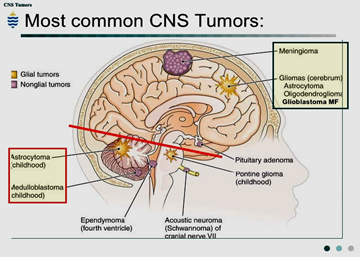 CNS Tumors
Most common CNS Tumors:
Glial tumors
Nonglial tumors
Meningioma
Gliomas (cerebrum)
Astrocytoma
Oligodendroglioma
Glioblastoma MF
Astrocytoma
(childhood)
Medulloblastoma
(childhood)
Pituitary adenoma
Pontine glioma
(childhood)
Ependymoma
(fourth ventricle)
Acoustic neuroma
(Schwannoma) of
cranial nerve VII